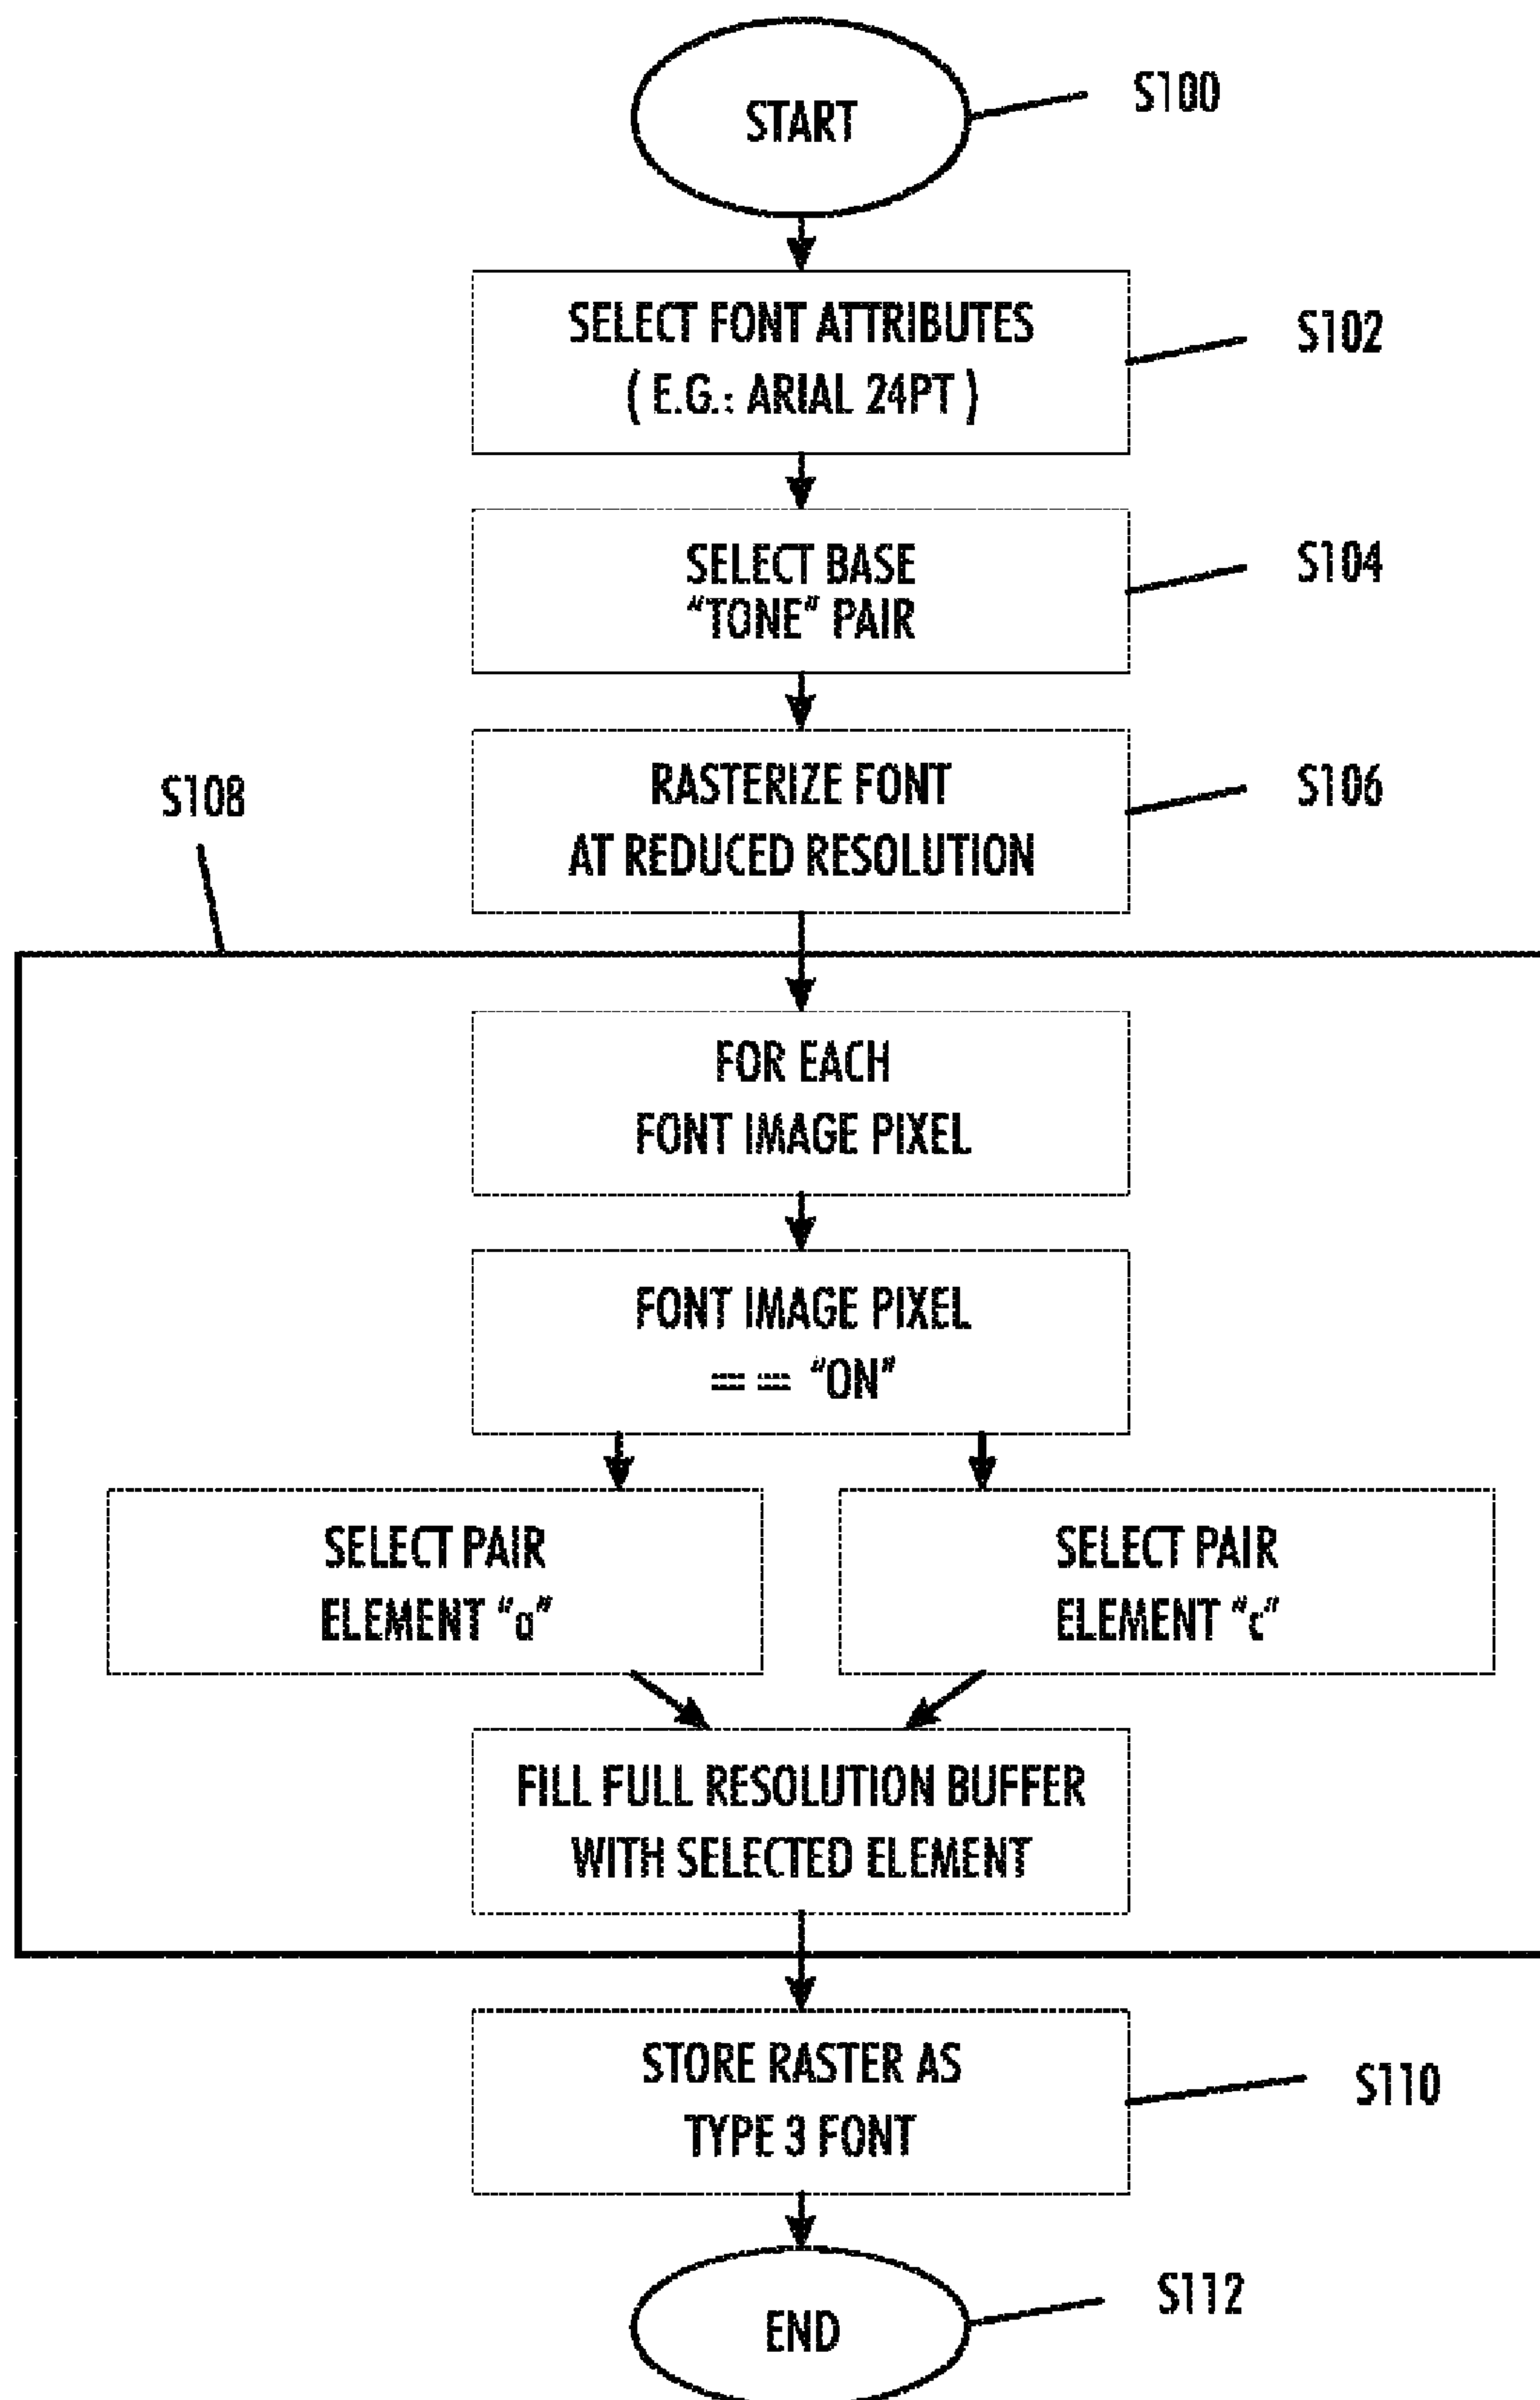 START
S100
SELECT FONT ATTRIBUTES
( E.G.: ARIAL 24PT )
S102
SELECT BASE
“TONE” PAIR
S104
RASTERIZE FONT
AT REDUCED RESOLUTION
S106
S108
FOR EACH
FONT IMAGE PIXEL
FONT IMAGE PIXEL
== “ON”
SELECT PAIR
ELEMENT “a”
SELECT PAIR
ELEMENT “c”
FILL FULL RESOLUTION BUFFER
WITH SELECTED ELEMENT
STORE RASTER AS
TYPE 3 FONT
S110
END
S112